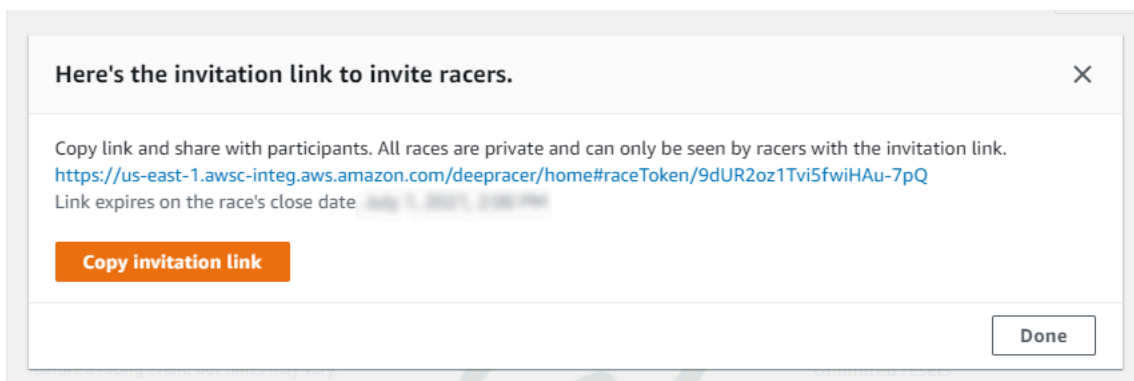 Here's the invitation link to invite racers.
Copy link and share with participants. All races are private and can only be seen by racers with the invitation link.
https://us-east-1.awsc-integ.aws.amazon.com/deepracer/home#raceToken/9dUR2oz1Tvi5fwiHAu-7pQ
Link expires on the race's close date
Copy invitation link
Done